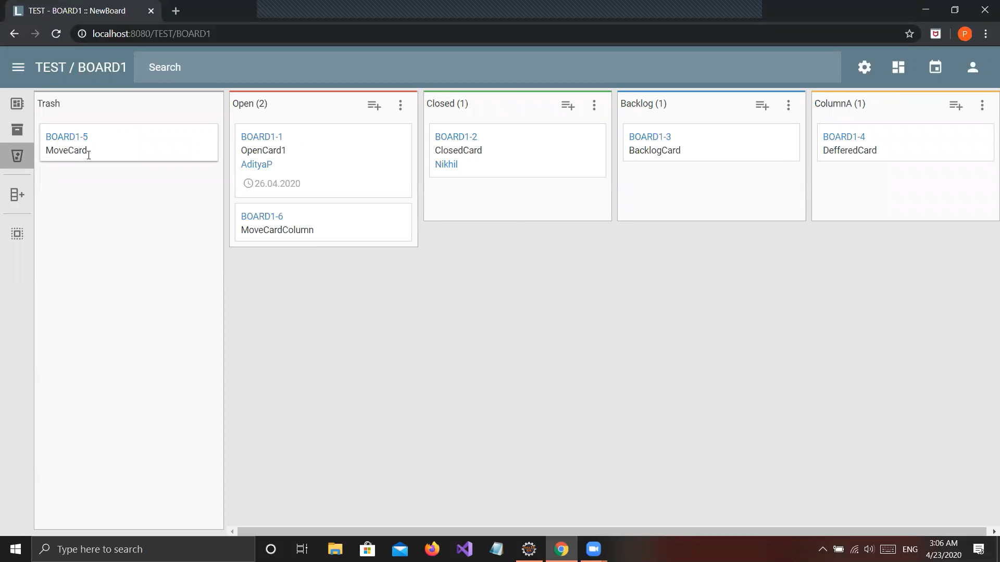 TEST - BOARD1 :: NewBoard
localhost:8080/TEST/BOARD1
P
TEST / BOARD1
Search
Trash
BOARD1-5
MoveCard
Open (2)
BOARD1-1
OpenCard1
AdityaP
26.04.2020
BOARD1-6
MoveCardColumn
Closed (1)
BOARD1-2
ClosedCard
Nikhil
Backlog (1)
BOARD1-3
BacklogCard
ColumnA (1)
BOARD1-4
DefferedCard
Type here to search
ENG
3:06 AM
4/23/2020